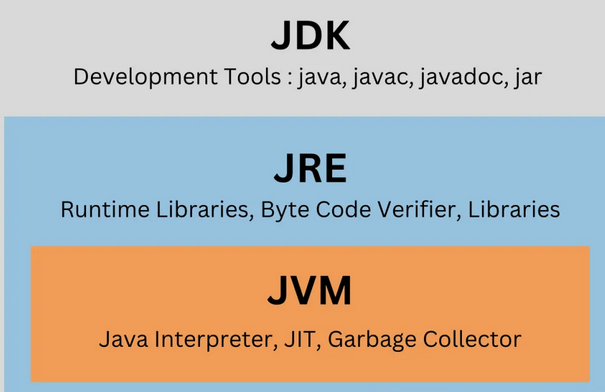 JDK
Development Tools : java, javac, javadoc, jar
JRE
Runtime Libraries, Byte Code Verifier, Libraries
JVM
Java Interpreter, JIT, Garbage Collector